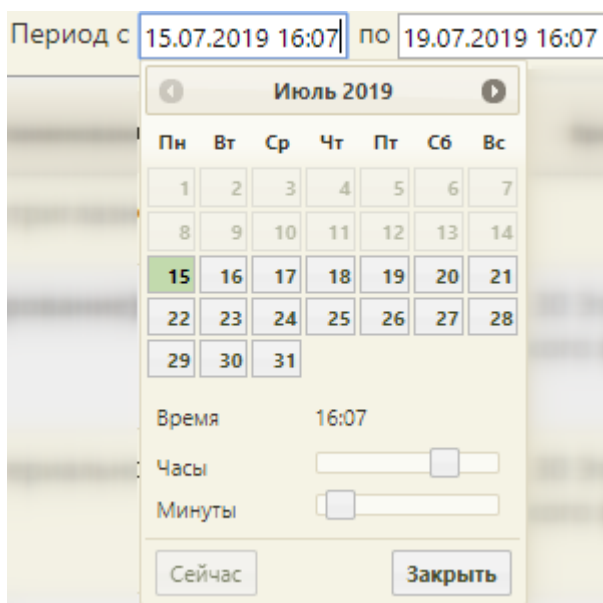 Период с 15.07.2019 16:07 по 19.07.2019 16:07
Июль 2019
Пн Вт Ср Чт Пт Сб Вс
1 2 3 4 5 6 7
8 9 10 11 12 13 14
15 16 17 18 19 20 21
22 23 24 25 26 27 28
29 30 31
Время 16:07
Часы
Минуты
Сейчас Закрыть